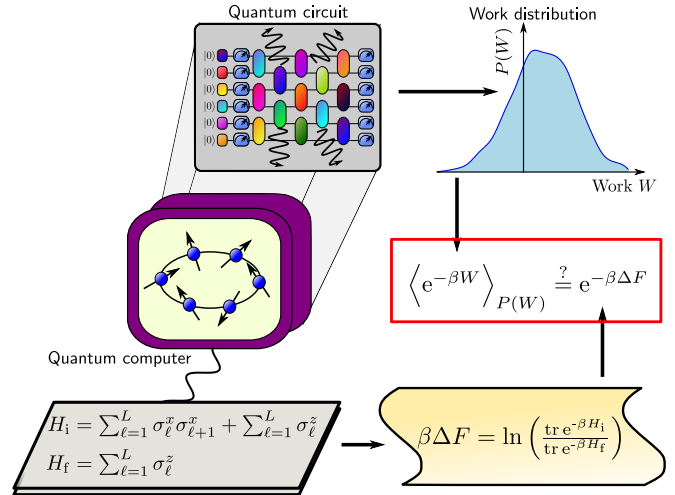 Quantum circuit
Work distribution
|0⟩
|0⟩
|0⟩
|0⟩
|0⟩
|0⟩
P(W)
Work W
⟨e^{−βW}⟩_{P(W)} ≟ e^{−βΔF}
Quantum computer
H_i = ∑_{ℓ=1}^{L} σ_ℓ^x σ_{ℓ+1}^x + ∑_{ℓ=1}^{L} σ_ℓ^z
H_f = ∑_{ℓ=1}^{L} σ_ℓ^z
βΔF = ln (tr e^{-βH_i} / tr e^{-βH_f})